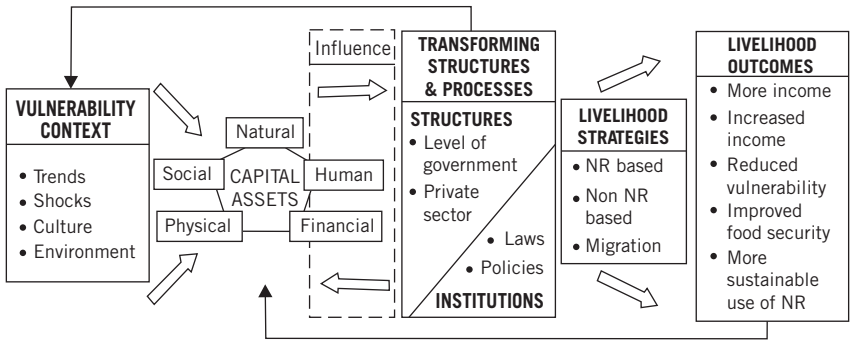 VULNERABILITY
CONTEXT
• Trends
• Shocks
• Culture
• Environment
Natural
Social
CAPITAL
ASSETS
Human
Physical
Financial
Influence
TRANSFORMING
STRUCTURES
& PROCESSES
STRUCTURES
• Level of
government
• Private
sector
• Laws
• Policies
INSTITUTIONS
LIVELIHOOD
STRATEGIES
• NR based
• Non NR
based
• Migration
LIVELIHOOD
OUTCOMES
• More income
• Increased
income
• Reduced
vulnerability
• Improved
food security
• More
sustainable
use of NR